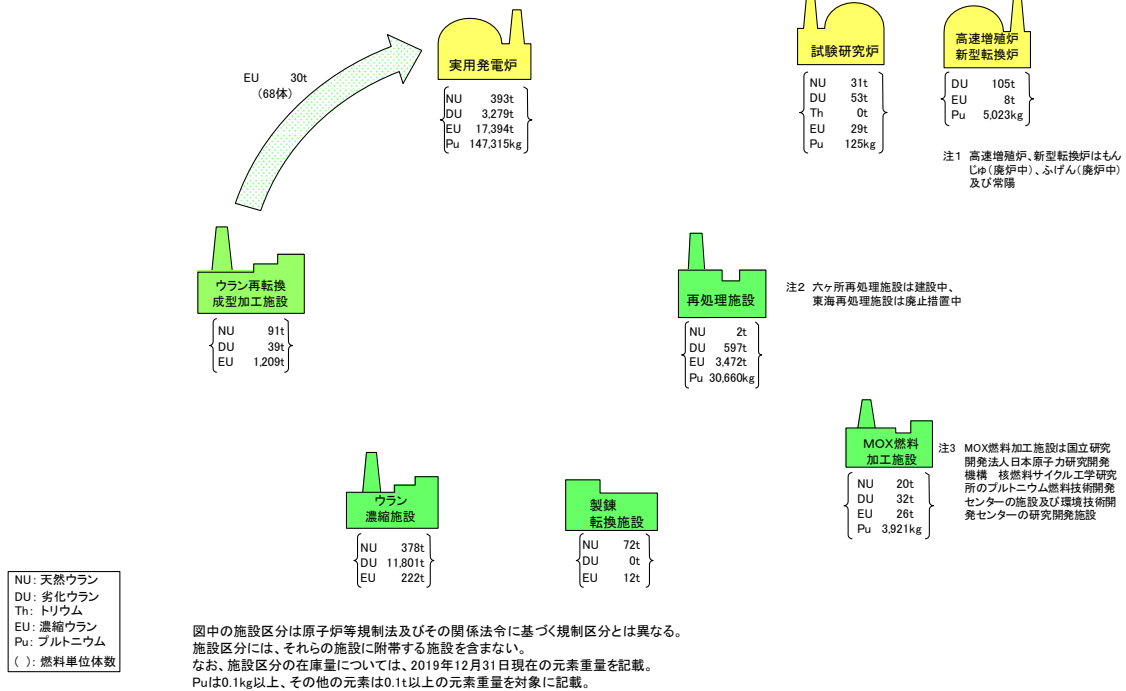 EU 30t
(68体)
実用発電炉
NU 393t
DU 3,279t
EU 17,394t
Pu 147,315kg
試験研究炉
NU 31t
DU 53t
Th 0t
EU 29t
Pu 125kg
高速増殖炉
新型転換炉
DU 105t
EU 8t
Pu 5,023kg
注1 高速増殖炉、新型転換炉はもん
じゅ(廃炉中)、ふげん(廃炉中)
及び常陽
ウラン再転換
成型加工施設
NU 91t
DU 39t
EU 1,209t
再処理施設
NU 2t
DU 597t
EU 3,472t
Pu 30,660kg
注2 六ヶ所再処理施設は建設中、
東海再処理施設は廃止措置中
MOX燃料
加工施設
NU 20t
DU 32t
EU 26t
Pu 3,921kg
注3 MOX燃料加工施設は国立研究
開発法人日本原子力研究開発
機構 核燃料サイクル工学研究
所のプルトニウム燃料技術開発
センターの施設及び環境技術開
発センターの研究開発施設
ウラン
濃縮施設
NU 378t
DU 11,801t
EU 222t
製錬
転換施設
NU 72t
DU 0t
EU 12t
NU: 天然ウラン
DU: 劣化ウラン
Th: トリウム
EU: 濃縮ウラン
Pu: プルトニウム
( ): 燃料単位体数
図中の施設区分は原子炉等規制法及びその関係法令に基づく規制区分とは異なる。
施設区分には、それらの施設に附帯する施設を含まない。
なお、施設区分の在庫量については、2019年12月31日現在の元素重量を記載。
Puは0.1kg以上、その他の元素は0.1t以上の元素重量を対象に記載。